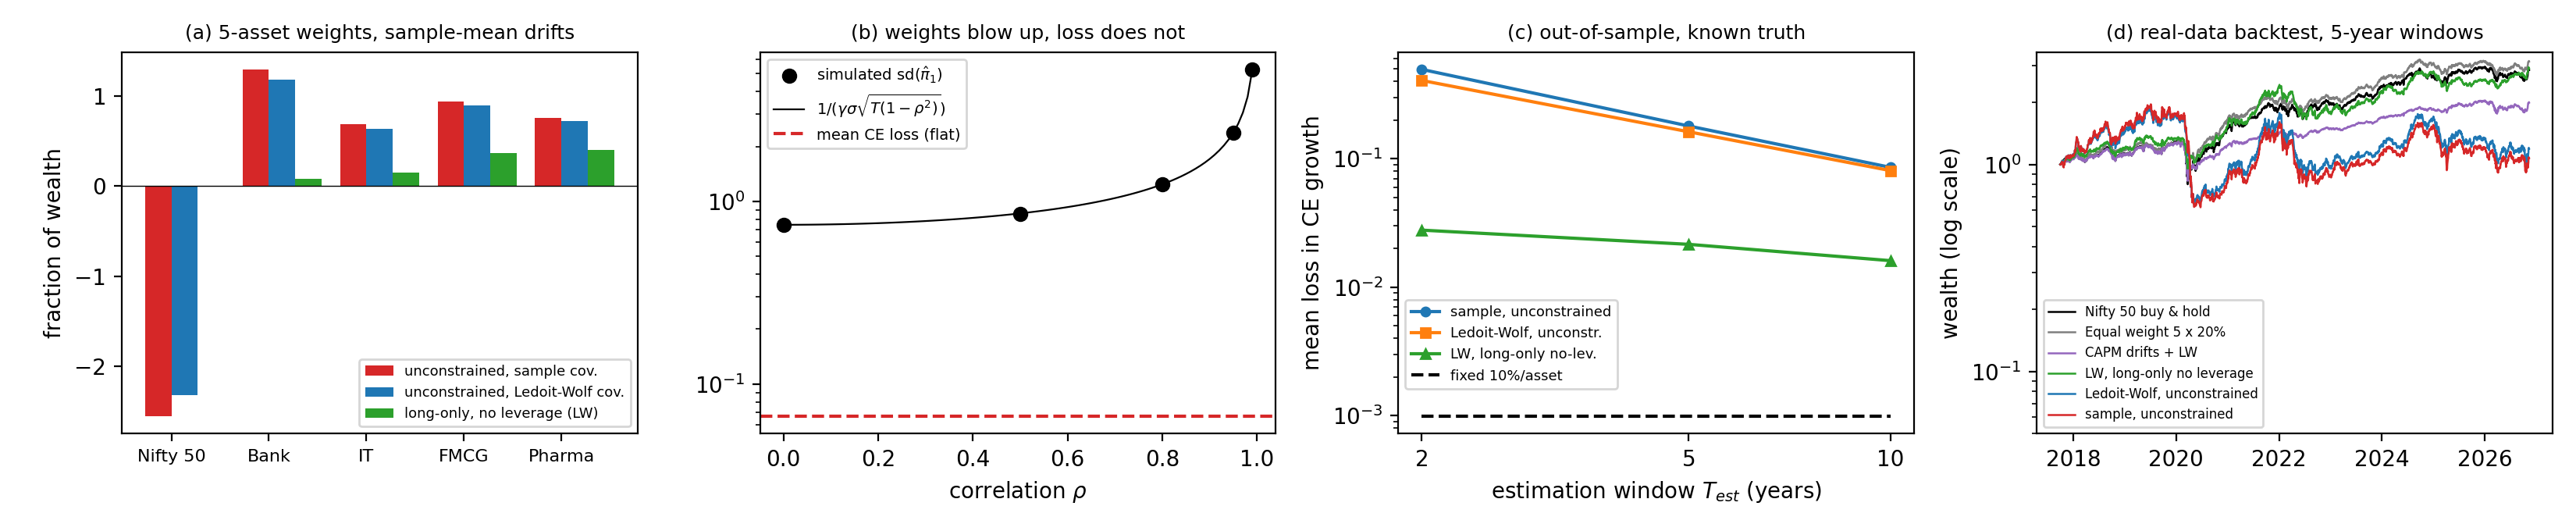 (a) 5-asset weights, sample-mean drifts
fraction of wealth
1
0
−1
−2
Nifty 50
Bank
IT
FMCG
Pharma
unconstrained, sample cov.
unconstrained, Ledoit-Wolf cov.
long-only, no leverage (LW)
(b) weights blow up, loss does not
simulated sd(π̂₁)
1/(γσ√T(1 − ρ²))
mean CE loss (flat)
10⁰
10⁻¹
0.0
0.2
0.4
0.6
0.8
1.0
correlation ρ
(c) out-of-sample, known truth
mean loss in CE growth
10⁻¹
10⁻²
10⁻³
sample, unconstrained
Ledoit-Wolf, unconstr.
LW, long-only no-lev.
fixed 10%/asset
2
5
10
estimation window T_est (years)
(d) real-data backtest, 5-year windows
wealth (log scale)
10⁰
10⁻¹
Nifty 50 buy & hold
Equal weight 5 x 20%
CAPM drifts + LW
LW, long-only no leverage
Ledoit-Wolf, unconstrained
sample, unconstrained
2018
2020
2022
2024
2026